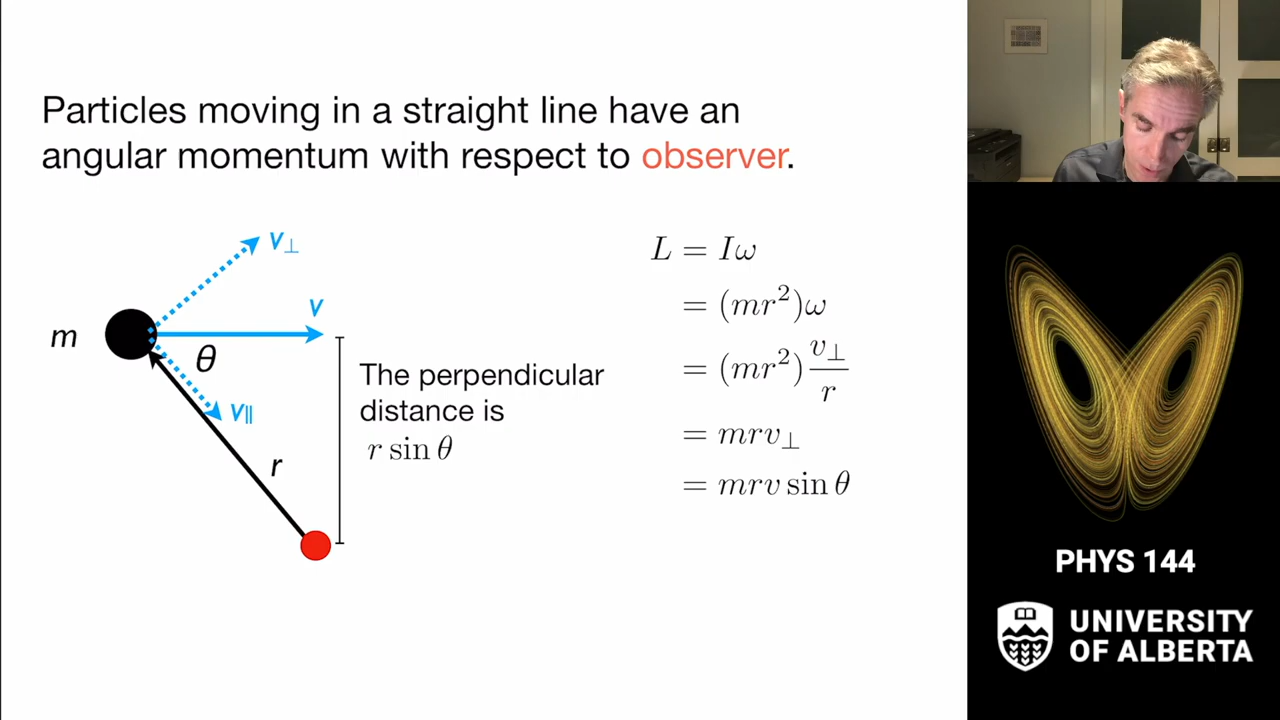 Particles moving in a straight line have an
angular momentum with respect to observer.
v⊥
v
m
θ
v∥
r
The perpendicular
distance is
r sin θ
L = Iω
= (mr²)ω
= (mr²) v⊥/r
= mrv⊥
= mrv sin θ
PHYS 144
UNIVERSITY
OF ALBERTA